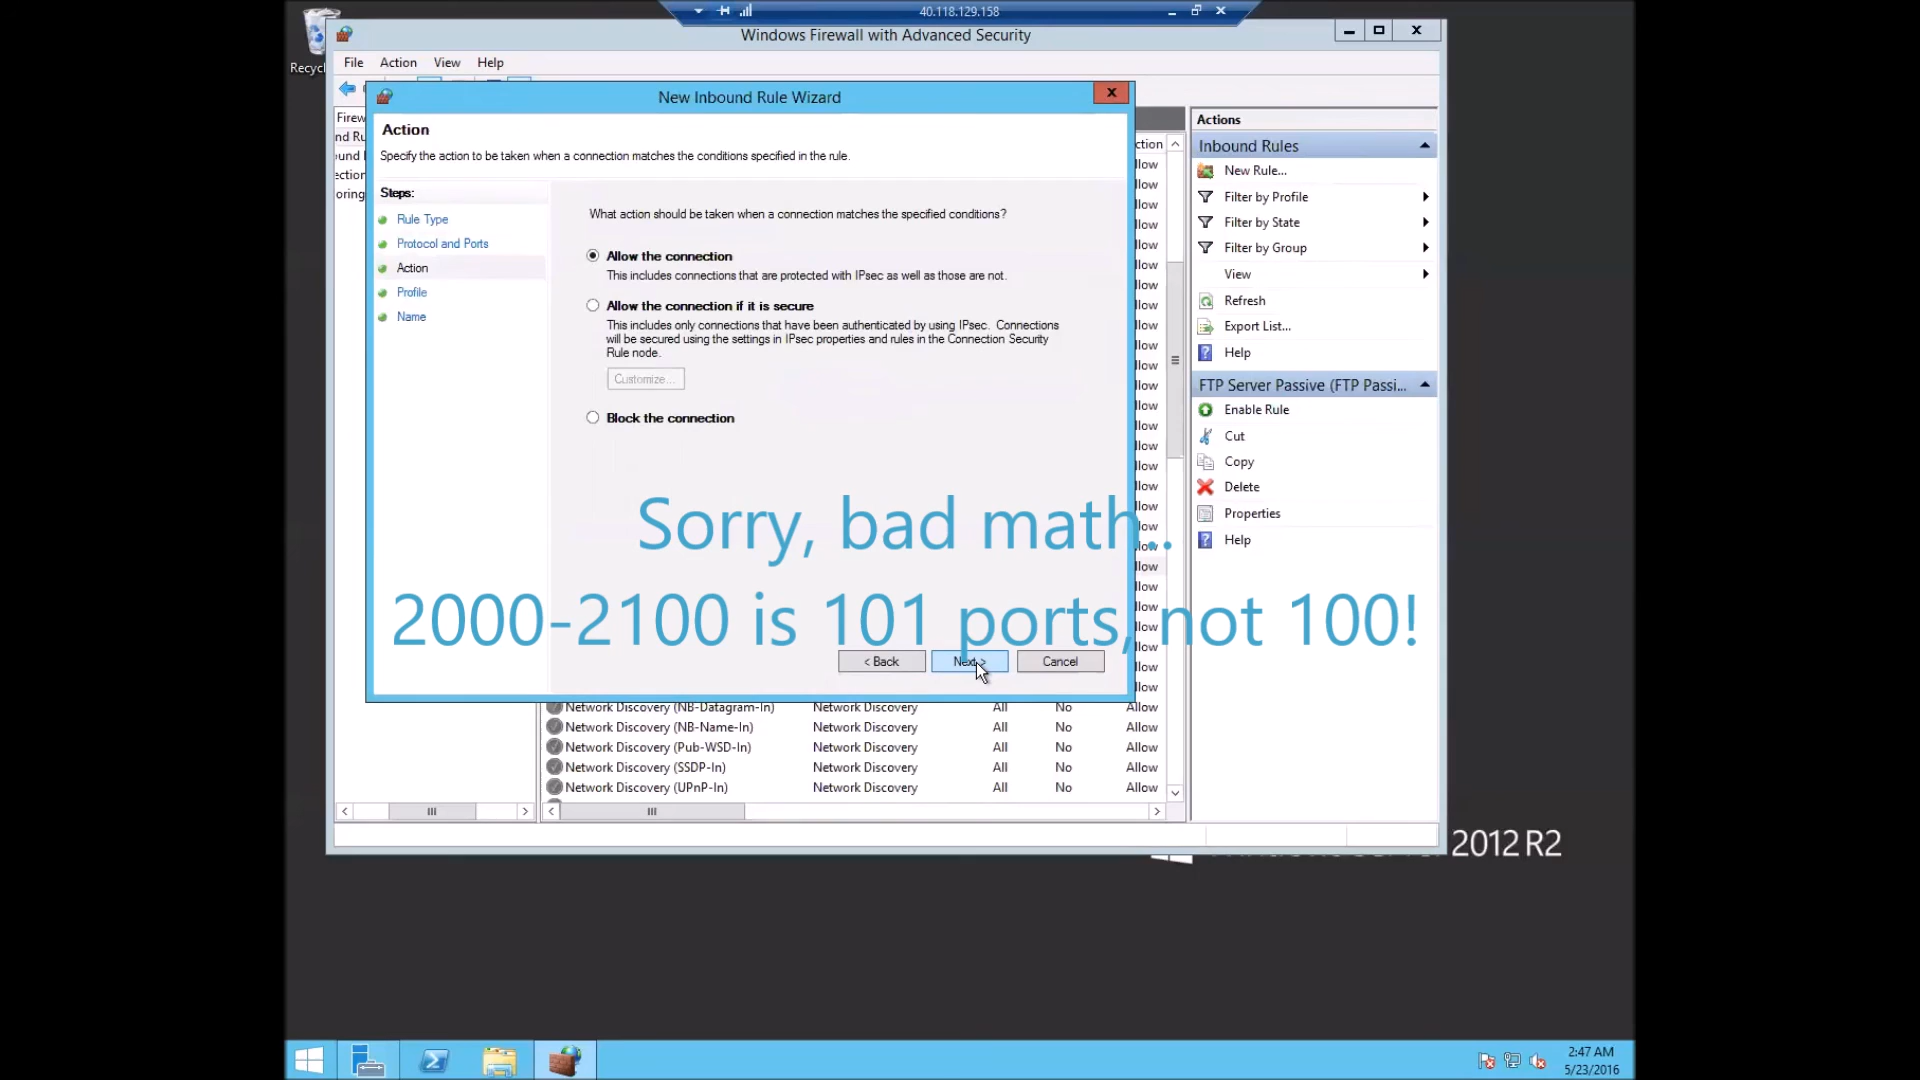 40.118.129.158
Windows Firewall with Advanced Security
File Action View Help
New Inbound Rule Wizard
Action
Specify the action to be taken when a connection matches the conditions specified in the rule.
Steps:
Rule Type
Protocol and Ports
Action
Profile
Name
What action should be taken when a connection matches the specified conditions?
Allow the connection
This includes connections that are protected with IPsec as well as those are not.
Allow the connection if it is secure
This includes only connections that have been authenticated by using IPsec. Connections
will be secured using the settings in IPsec properties and rules in the Connection Security
Rule node.
Customize...
Block the connection
Sorry, bad math..
2000-2100 is 101 ports, not 100!
< Back Next > Cancel
Network Discovery (NB-Datagram-In) Network Discovery All No Allow
Network Discovery (NB-Name-In) Network Discovery All No Allow
Network Discovery (Pub-WSD-In) Network Discovery All No Allow
Network Discovery (SSDP-In) Network Discovery All No Allow
Network Discovery (UPnP-In) Network Discovery All No Allow
Actions
Inbound Rules
New Rule...
Filter by Profile
Filter by State
Filter by Group
View
Refresh
Export List...
Help
FTP Server Passive (FTP Passi...
Enable Rule
Cut
Copy
Delete
Properties
Help
2012 R2
2:47 AM
5/23/2016